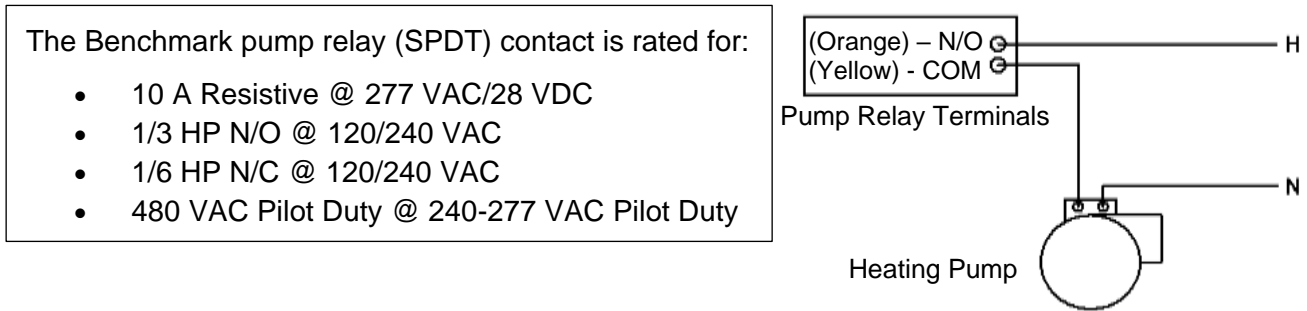 The Benchmark pump relay (SPDT) contact is rated for:
• 10 A Resistive @ 277 VAC/28 VDC
• 1/3 HP N/O @ 120/240 VAC
• 1/6 HP N/C @ 120/240 VAC
• 480 VAC Pilot Duty @ 240-277 VAC Pilot Duty
(Orange) – N/O
H
(Yellow) - COM
Pump Relay Terminals
N
Heating Pump